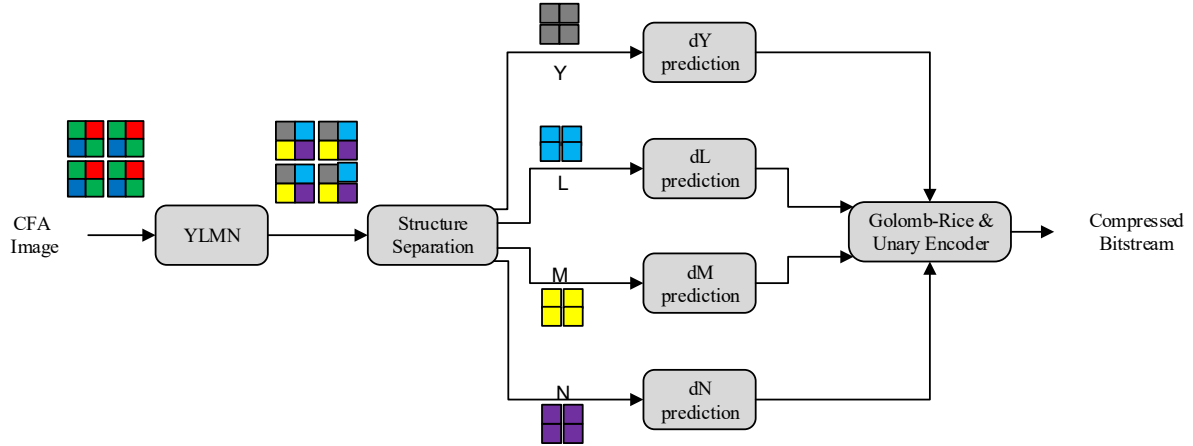 CFA
Image
YLMN
Structure
Separation
Y
dY
prediction
L
dL
prediction
M
dM
prediction
N
dN
prediction
Golomb-Rice &
Unary Encoder
Compressed
Bitstream